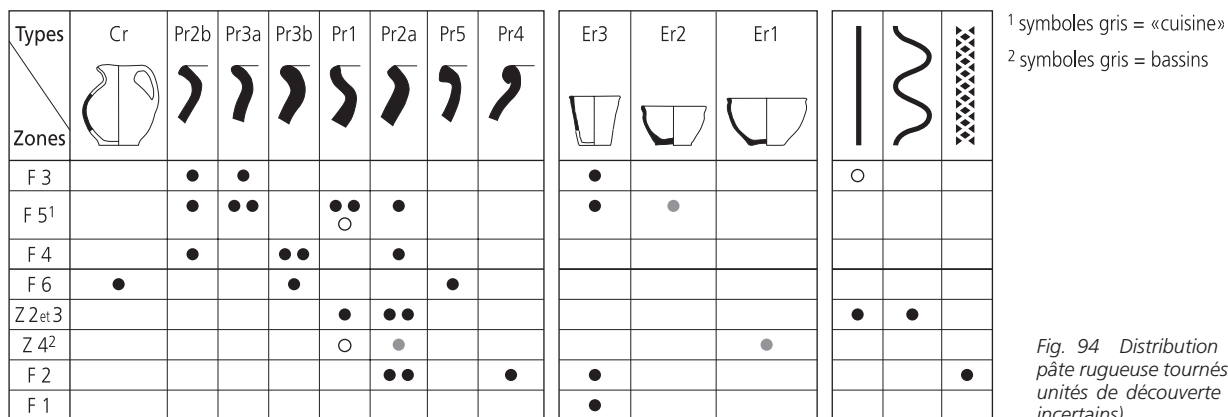 Types Cr Pr2b Pr3a Pr3b Pr1 Pr2a Pr5 Pr4 Er3 Er2 Er1
Zones
F 3
F 5¹
F 4
F 6
Z 2 et 3
Z 4²
F 2
F 1
¹ symboles gris = «cuisine»
² symboles gris = bassins
Fig. 94 Distribution
pâte rugueuse tournés
unités de découverte
incertains)